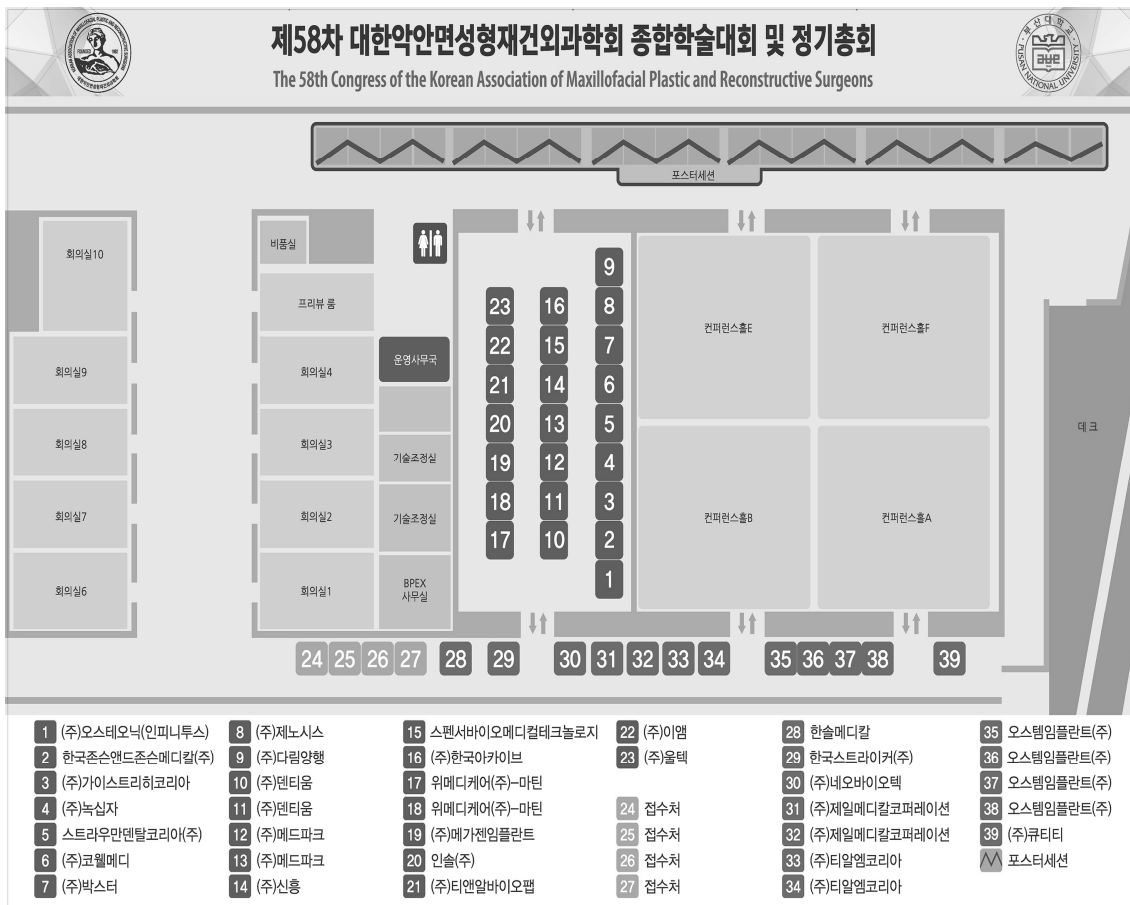 제58차 대한악안면성형재건외과학회 종합학술대회 및 정기총회
The 58th Congress of the Korean Association of Maxillofacial Plastic and Reconstructive Surgeons
부산대학교
PUSAN NATIONAL UNIVERSITY
포스터세션
회의실10
회의실9
회의실8
회의실7
회의실6
비품실
프리뷰 룸
회의실4
회의실3
회의실2
회의실1
운영사무국
기술조정실
기술조정실
BPEX
사무실
9
23 16 8
22 15 7
21 14 6
20 13 5
19 12 4
18 11 3
17 10 2
1
컨퍼런스홀E
컨퍼런스홀F
컨퍼런스홀B
컨퍼런스홀A
데크
24 25 26 27 28 29 30 31 32 33 34 35 36 37 38 39
1 (주)오스테오닉(인피니투스)
2 한국존슨앤드존슨메디칼(주)
3 (주)가이스트리히코리아
4 (주)녹십자
5 스트라우만덴탈코리아(주)
6 (주)코웰메디
7 (주)박스터
8 (주)제노시스
9 (주)다림양행
10 (주)덴티움
11 (주)덴티움
12 (주)메드파크
13 (주)메드파크
14 (주)신흥
15 스펜서바이오메디컬테크놀로지
16 (주)한국아카이브
17 위메디케어(주)-마틴
18 위메디케어(주)-마틴
19 (주)메가젠임플란트
20 인솔(주)
21 (주)티앤알바이오팹
22 (주)이앰
23 (주)울텍
24 접수처
25 접수처
26 접수처
27 접수처
28 한솔메디칼
29 한국스트라이커(주)
30 (주)네오바이오텍
31 (주)제일메디칼코퍼레이션
32 (주)제일메디칼코퍼레이션
33 (주)티알엠코리아
34 (주)티알엠코리아
35 오스템임플란트(주)
36 오스템임플란트(주)
37 오스템임플란트(주)
38 오스템임플란트(주)
39 (주)큐티티
포스터세션